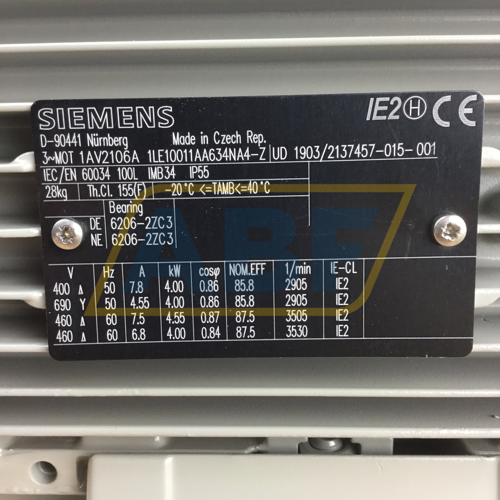 SIEMENS IE2 H CE
D-90441 Nürnberg Made in Czech Rep.
3~MOT 1AV2106A 1LE10011AA634NA4-Z UD 1903/2137457-015-001
IEC/EN 60034 100L IMB34 IP55
28kg Th.Cl. 155(F) -20°C <=TAMB<=40°C
Bearing
DE 6206-2ZC3
NE 6206-2ZC3
V Hz A kW cosφ NOM.EFF 1/min IE-CL
400 Δ 50 7.8 4.00 0.86 85.8 2905 IE2
690 Y 50 4.55 4.00 0.86 85.8 2905 IE2
460 Δ 60 7.5 4.55 0.87 87.5 3505 IE2
460 Δ 60 6.8 4.00 0.84 87.5 3530 IE2
ABF